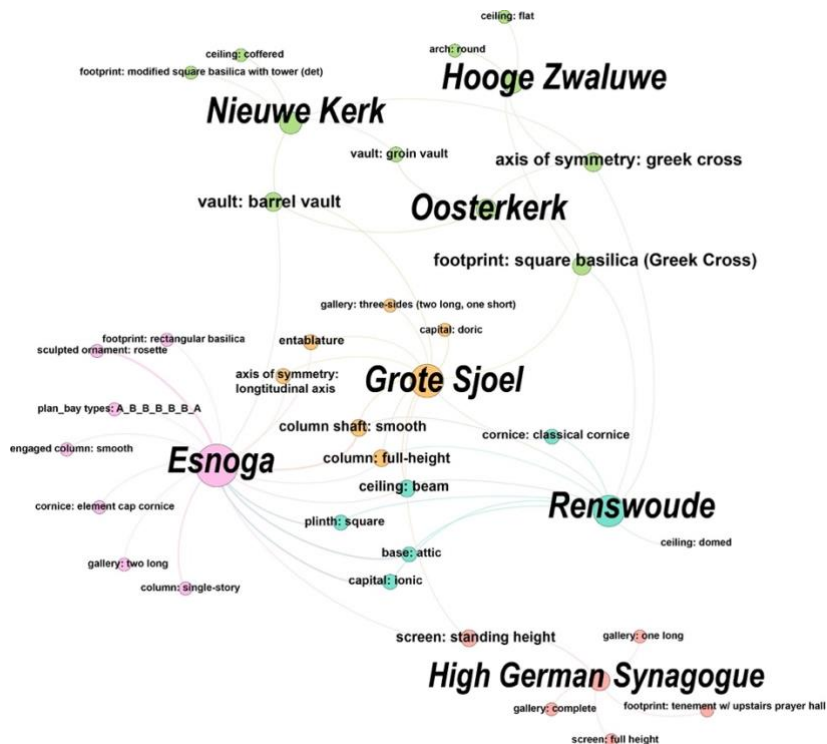 ceiling: flat
arch: round
Hooge Zwaluwe
ceiling: coffered
footprint: modified square basilica with tower (det)
Nieuwe Kerk
vault: groin vault
axis of symmetry: greek cross
vault: barrel vault
Oosterkerk
footprint: square basilica (Greek Cross)
gallery: three-sides (two long, one short)
capital: doric
footprint: rectangular basilica
sculpted ornament: rosette
entablature
axis of symmetry:
longtitudinal axis
Grote Sjoel
plan_bay types: A_B_B_B_B_B_A
column shaft: smooth
cornice: classical cornice
engaged column: smooth
Esnoga
column: full-height
ceiling: beam
Renswoude
cornice: element cap cornice
plinth: square
ceiling: domed
base: attic
gallery: two long
capital: ionic
column: single-story
screen: standing height
gallery: one long
High German Synagogue
gallery: complete
footprint: tenement w/ upstairs prayer hall
screen: full height